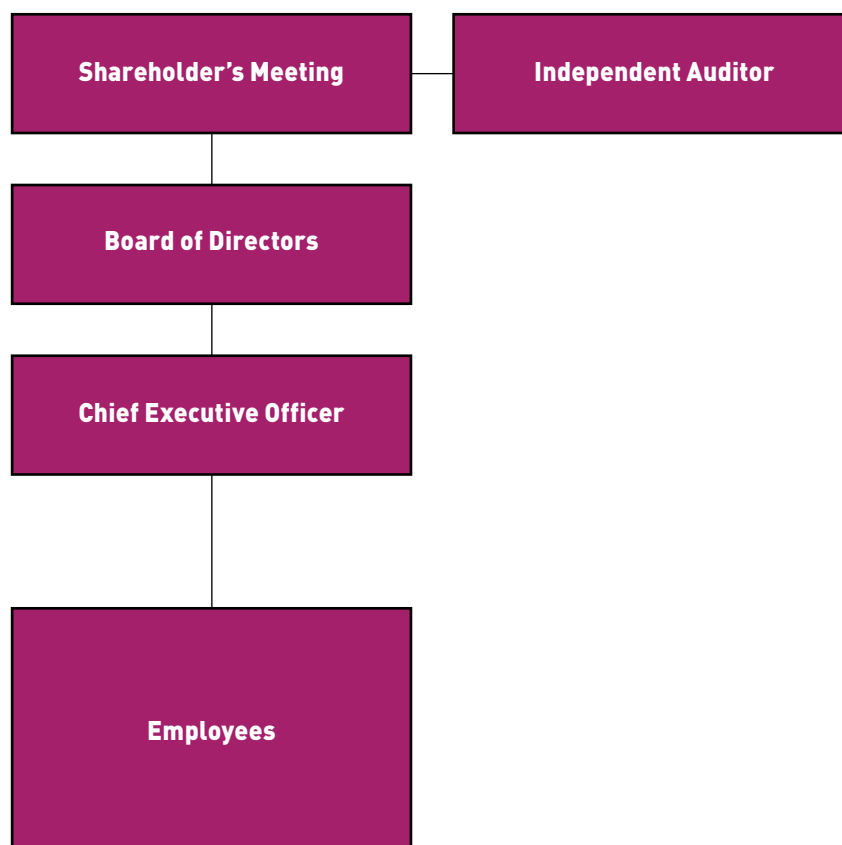 Shareholder’s Meeting
Independent Auditor
Board of Directors
Chief Executive Officer
Employees